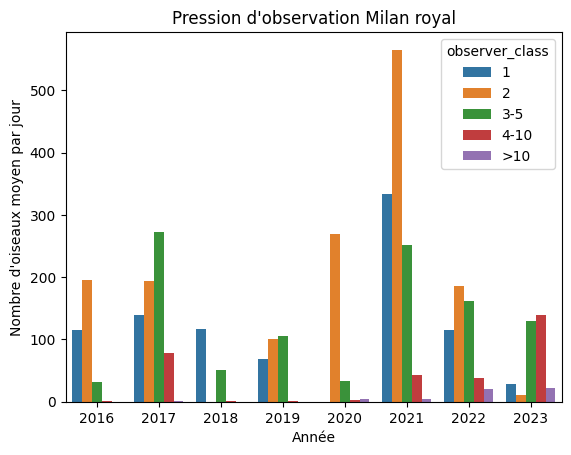 Pression d'observation Milan royal
observer_class
1
2
3-5
4-10
>10
Nombre d'oiseaux moyen par jour
500
400
300
200
100
0
2016 2017 2018 2019 2020 2021 2022 2023
Année